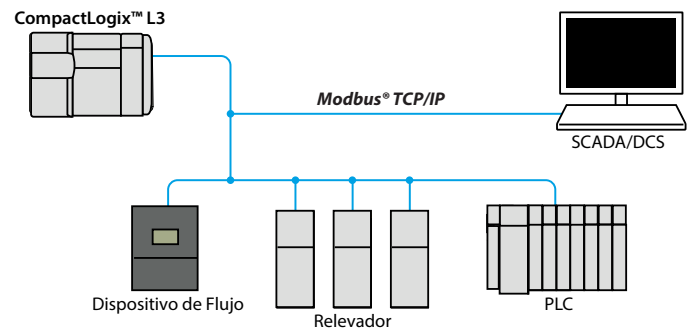 CompactLogix™ L3
Modbus® TCP/IP
SCADA/DCS
Dispositivo de Flujo
Relevador
PLC